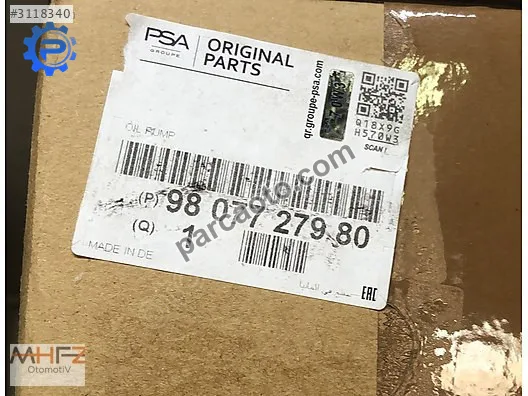 #3118340
PSA
GROUPE
ORIGINAL
PARTS
qr.groupe-psa.com
Q18X9G
H570W3
SCAN
OIL PUMP
(P) 98 077 279 80
(Q) 1
MADE IN DE
parcaoto.com
EAC
MHFZ
OtomotiV